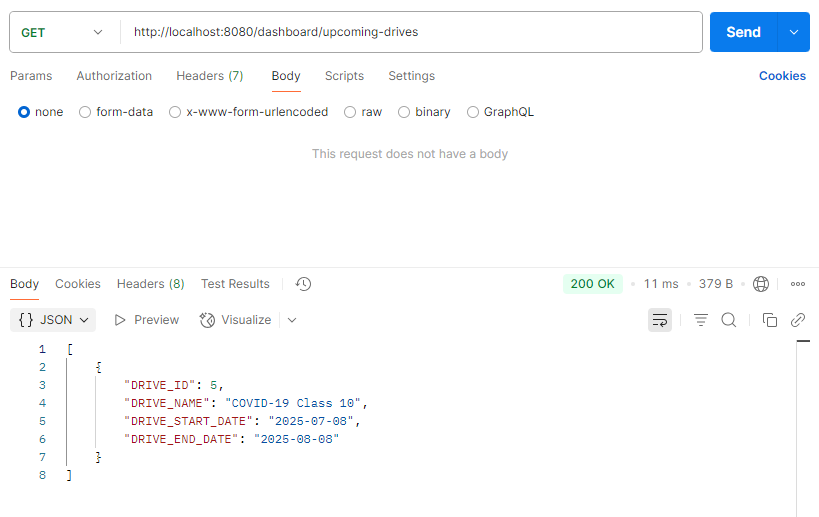 GET http://localhost:8080/dashboard/upcoming-drives Send
Params Authorization Headers (7) Body Scripts Settings Cookies
none form-data x-www-form-urlencoded raw binary GraphQL
This request does not have a body
Body Cookies Headers (8) Test Results 200 OK 11 ms 379 B
{} JSON Preview Visualize
1 [
2 {
3 "DRIVE_ID": 5,
4 "DRIVE_NAME": "COVID-19 Class 10",
5 "DRIVE_START_DATE": "2025-07-08",
6 "DRIVE_END_DATE": "2025-08-08"
7 }
8 ]